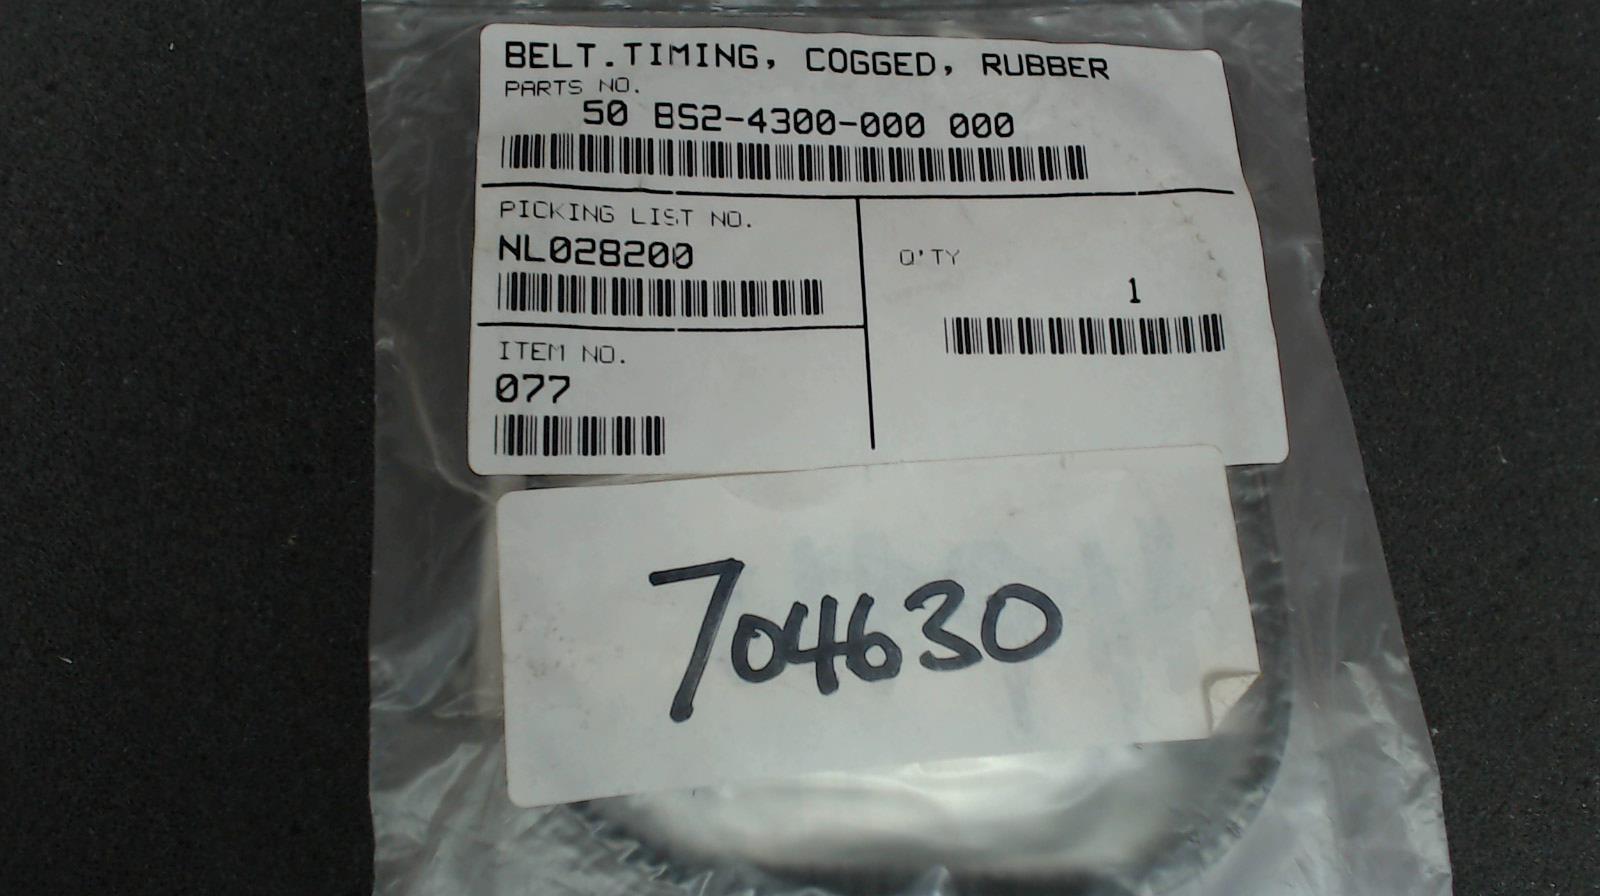 BELT.TIMING, COGGED, RUBBER
PARTS NO.
50 BS2-4300-000 000
PICKING LIST NO.
NL028200
Q'TY
1
ITEM NO.
077
704630